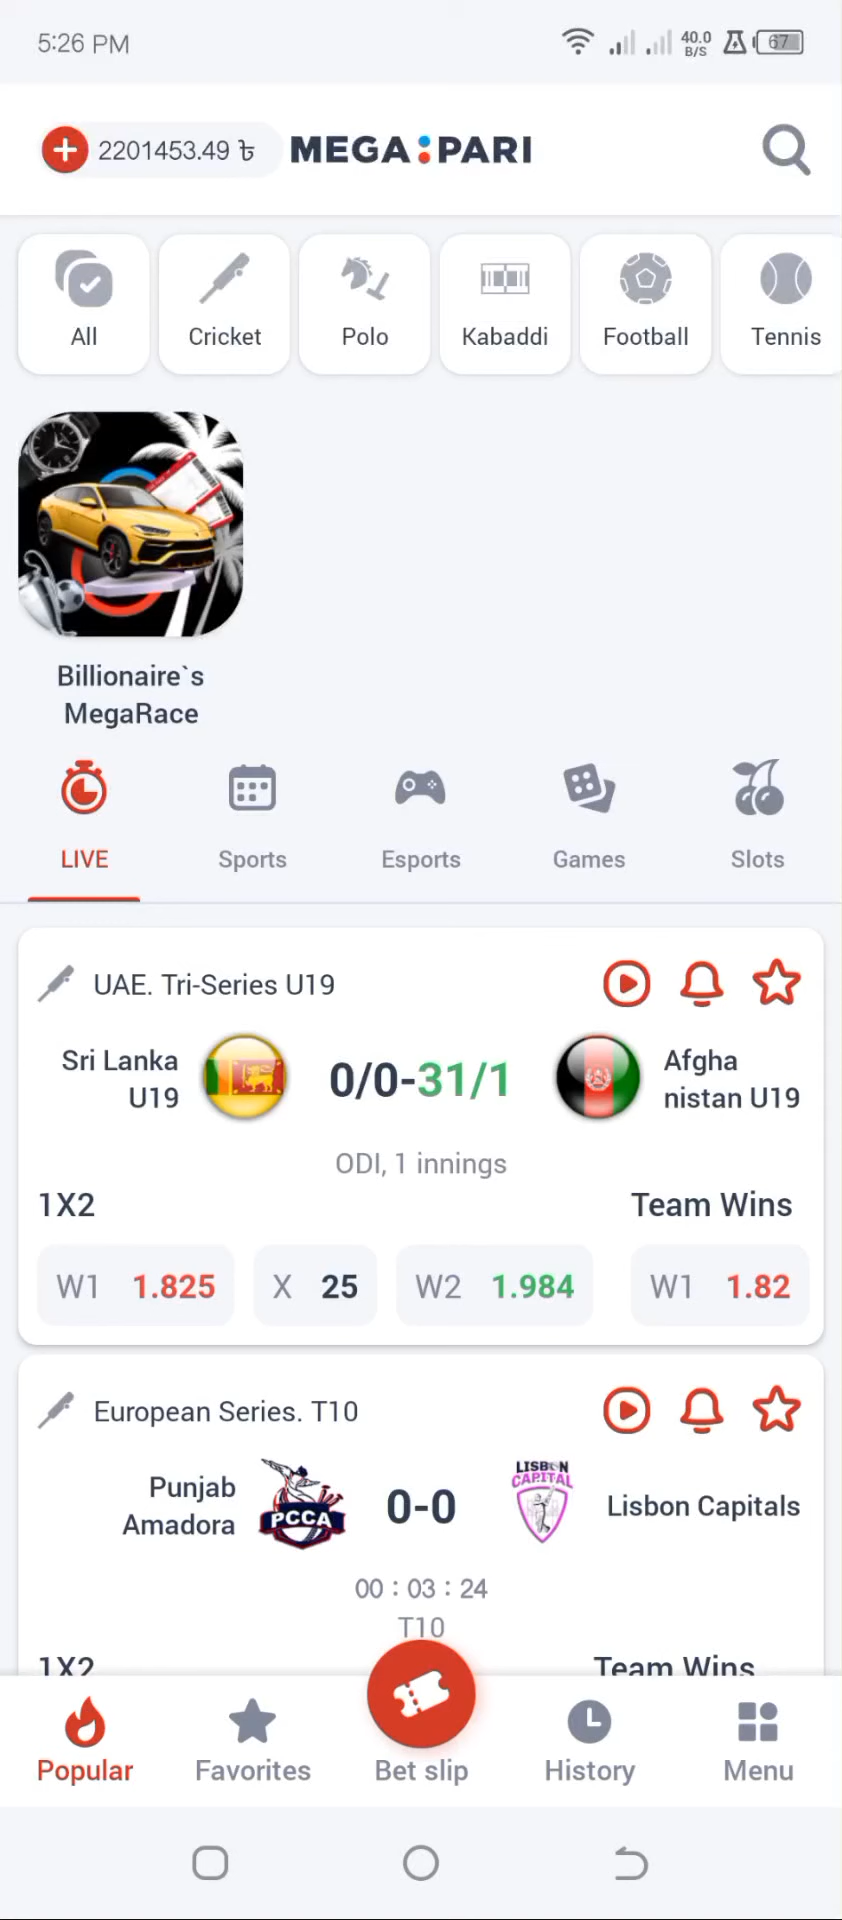 5:26 PM
40.0
B/S
67
2201453.49 ৳
MEGA:PARI
All
Cricket
Polo
Kabaddi
Football
Tennis
Billionaire`s
MegaRace
LIVE
Sports
Esports
Games
Slots
UAE. Tri-Series U19
Sri Lanka
U19
0/0-31/1
Afgha
nistan U19
ODI, 1 innings
1X2
Team Wins
W1 1.825
X 25
W2 1.984
W1 1.82
European Series. T10
Punjab
Amadora
PCCA
0-0
LISBON
CAPITAL
Lisbon Capitals
00 : 03 : 24
T10
1X2
Team Wins
Popular
Favorites
Bet slip
History
Menu